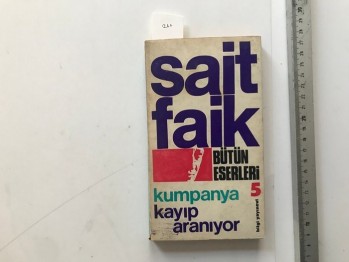 sait
faik
BÜTÜN
ESERLERİ
5
kumpanya
kayıp
aranıyor
bilgi yayınevi